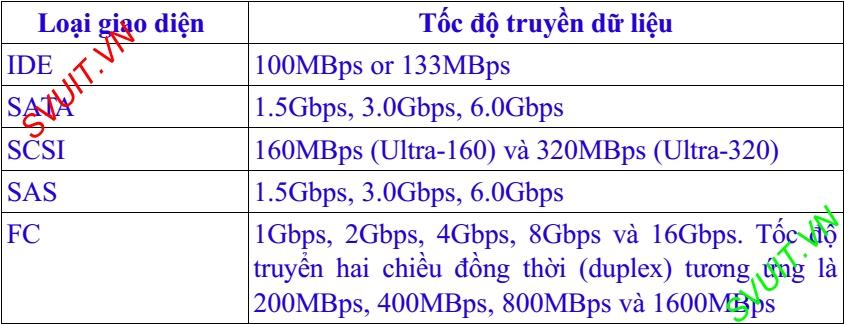 Loại giao diện Tốc độ truyền dữ liệu
IDE 100MBps or 133MBps
SATA 1.5Gbps, 3.0Gbps, 6.0Gbps
SCSI 160MBps (Ultra-160) và 320MBps (Ultra-320)
SAS 1.5Gbps, 3.0Gbps, 6.0Gbps
FC 1Gbps, 2Gbps, 4Gbps, 8Gbps và 16Gbps. Tốc độ
truyển hai chiều đồng thời (duplex) tương ứng là
200MBps, 400MBps, 800MBps và 1600MBps
SVUIT.VN
SVUIT.VN